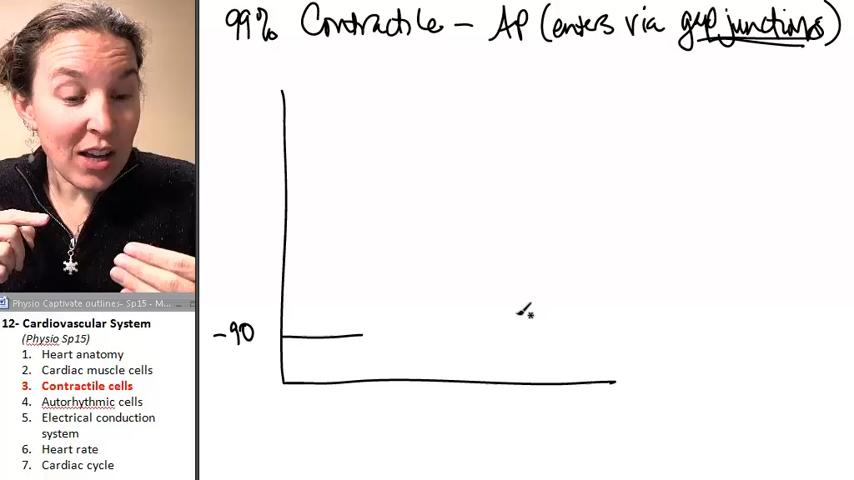 99% Contractile – AP (enters via gap junctions)
-90
Physio Captivate outlines- Sp15 - M...
12- Cardiovascular System
(Physio Sp15)
1. Heart anatomy
2. Cardiac muscle cells
3. Contractile cells
4. Autorhythmic cells
5. Electrical conduction
system
6. Heart rate
7. Cardiac cycle